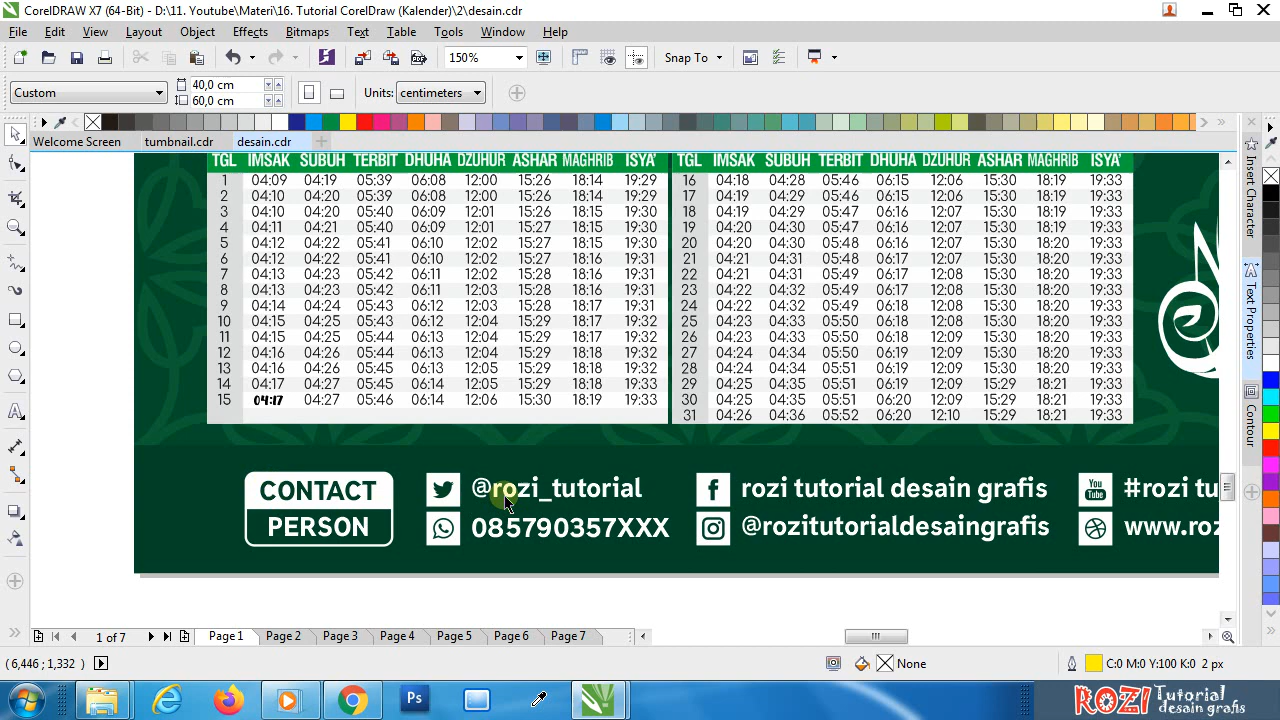 CorelDRAW X7 (64-Bit) - D:\11. Youtube\Materi\16. Tutorial CorelDraw (Kalender)\2\desain.cdr
File Edit View Layout Object Effects Bitmaps Text Table Tools Window Help
150% Snap To
Custom 40,0 cm 60,0 cm Units: centimeters
Welcome Screen tumbnail.cdr desain.cdr
TGL IMSAK SUBUH TERBIT DHUHA DZUHUR ASHAR MAGHRIB ISYA' TGL IMSAK SUBUH TERBIT DHUHA DZUHUR ASHAR MAGHRIB ISYA'
1 04:09 04:19 05:39 06:08 12:00 15:26 18:14 19:29 16 04:18 04:28 05:46 06:15 12:06 15:30 18:19 19:33
2 04:10 04:20 05:39 06:08 12:00 15:26 18:14 19:29 17 04:19 04:29 05:46 06:15 12:06 15:30 18:19 19:33
3 04:10 04:20 05:40 06:09 12:01 15:26 18:15 19:30 18 04:19 04:29 05:47 06:16 12:07 15:30 18:19 19:33
4 04:11 04:21 05:40 06:09 12:01 15:27 18:15 19:30 19 04:20 04:30 05:47 06:16 12:07 15:30 18:19 19:33
5 04:12 04:22 05:41 06:10 12:02 15:27 18:15 19:30 20 04:20 04:30 05:48 06:16 12:07 15:30 18:20 19:33
6 04:12 04:22 05:41 06:10 12:02 15:27 18:16 19:31 21 04:21 04:31 05:48 06:17 12:07 15:30 18:20 19:33
7 04:13 04:23 05:42 06:11 12:02 15:28 18:16 19:31 22 04:21 04:31 05:49 06:17 12:08 15:30 18:20 19:33
8 04:13 04:23 05:42 06:11 12:03 15:28 18:16 19:31 23 04:22 04:32 05:49 06:17 12:08 15:30 18:20 19:33
9 04:14 04:24 05:43 06:12 12:03 15:28 18:17 19:31 24 04:22 04:32 05:49 06:18 12:08 15:30 18:20 19:33
10 04:15 04:25 05:43 06:12 12:04 15:29 18:17 19:32 25 04:23 04:33 05:50 06:18 12:08 15:30 18:20 19:33
11 04:15 04:25 05:44 06:13 12:04 15:29 18:17 19:32 26 04:23 04:33 05:50 06:18 12:09 15:30 18:20 19:33
12 04:16 04:26 05:44 06:13 12:04 15:29 18:18 19:32 27 04:24 04:34 05:50 06:19 12:09 15:30 18:20 19:33
13 04:16 04:26 05:45 06:13 12:05 15:29 18:18 19:32 28 04:24 04:34 05:51 06:19 12:09 15:30 18:20 19:33
14 04:17 04:27 05:45 06:14 12:05 15:29 18:18 19:33 29 04:25 04:35 05:51 06:19 12:09 15:30 18:21 19:33
15 04:17 04:27 05:46 06:14 12:06 15:30 18:19 19:33 30 04:25 04:35 05:51 06:20 12:09 15:30 18:21 19:33
31 04:26 04:36 05:52 06:20 12:10 15:29 18:21 19:33
Insert Character
Text Properties
Contour
CONTACT
PERSON
@rozi_tutorial
085790357XXX
f rozi tutorial desain grafis
@rozitutorialdesaingrafis
You Tube #rozi tu
www.roz
1 of 7 Page 1 Page 2 Page 3 Page 4 Page 5 Page 6 Page 7
(6,446 ; 1,332) None C:0 M:0 Y:100 K:0 2 px
Ps
ROZI Tutorial desain grafis